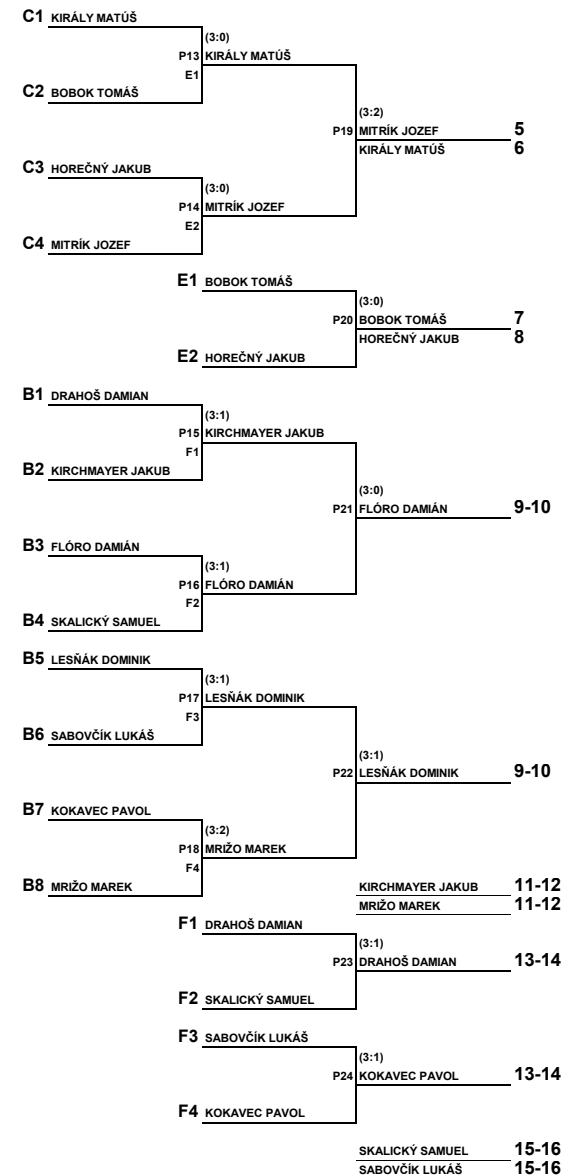 C1 KIRÁLY MATÚŠ
(3:0)
P13 KIRÁLY MATÚŠ
E1
C2 BOBOK TOMÁŠ
(3:2)
P19 MITRÍK JOZEF 5
KIRÁLY MATÚŠ 6
C3 HOREČNÝ JAKUB
(3:0)
P14 MITRÍK JOZEF
E2
C4 MITRÍK JOZEF
E1 BOBOK TOMÁŠ
(3:0)
P20 BOBOK TOMÁŠ 7
HOREČNÝ JAKUB 8
E2 HOREČNÝ JAKUB
B1 DRAHOŠ DAMIAN
(3:1)
P15 KIRCHMAYER JAKUB
F1
B2 KIRCHMAYER JAKUB
(3:0)
P21 FLÓRO DAMIÁN 9-10
B3 FLÓRO DAMIÁN
(3:1)
P16 FLÓRO DAMIÁN
F2
B4 SKALICKÝ SAMUEL
B5 LESŇÁK DOMINIK
(3:1)
P17 LESŇÁK DOMINIK
F3
B6 SABOVČÍK LUKÁŠ
(3:1)
P22 LESŇÁK DOMINIK 9-10
B7 KOKAVEC PAVOL
(3:2)
P18 MRIŽO MAREK
F4
B8 MRIŽO MAREK
KIRCHMAYER JAKUB 11-12
MRIŽO MAREK 11-12
F1 DRAHOŠ DAMIAN
(3:1)
P23 DRAHOŠ DAMIAN 13-14
F2 SKALICKÝ SAMUEL
F3 SABOVČÍK LUKÁŠ
(3:1)
P24 KOKAVEC PAVOL 13-14
F4 KOKAVEC PAVOL
SKALICKÝ SAMUEL 15-16
SABOVČÍK LUKÁŠ 15-16